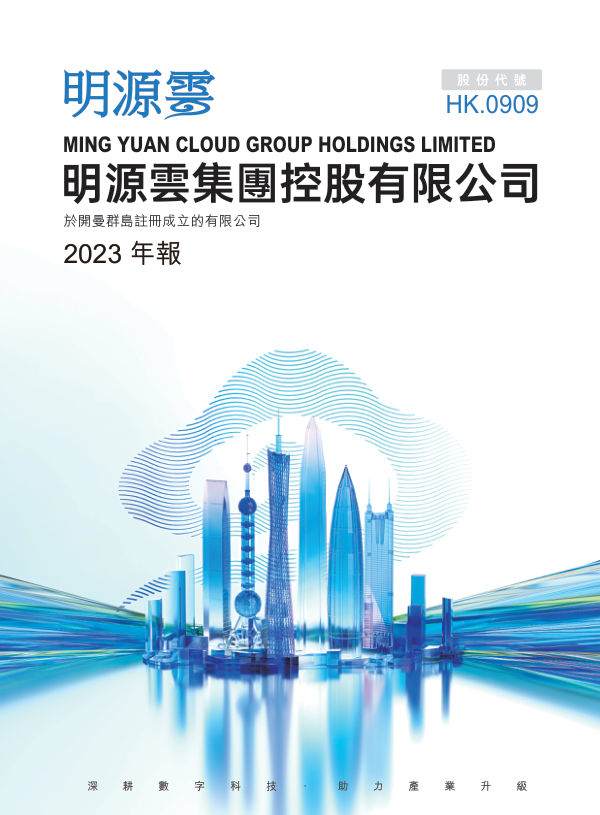 明源雲
股份代號
HK.0909
MING YUAN CLOUD GROUP HOLDINGS LIMITED
明源雲集團控股有限公司
於開曼群島註冊成立的有限公司
2023 年報
深耕數字科技·助力產業升級